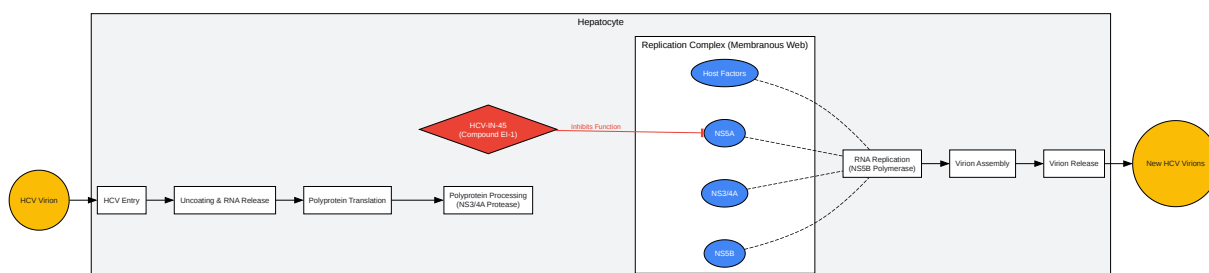 Hepatocyte
Replication Complex (Membranous Web)
Host Factors
HCV-IN-45
(Compound EI-1)
Inhibits Function
NS5A
RNA Replication
(NS5B Polymerase)
Virion Assembly
Virion Release
New HCV Virions
HCV Virion
HCV Entry
Uncoating & RNA Release
Polyprotein Translation
Polyprotein Processing
(NS3/4A Protease)
NS3/4A
NS5B